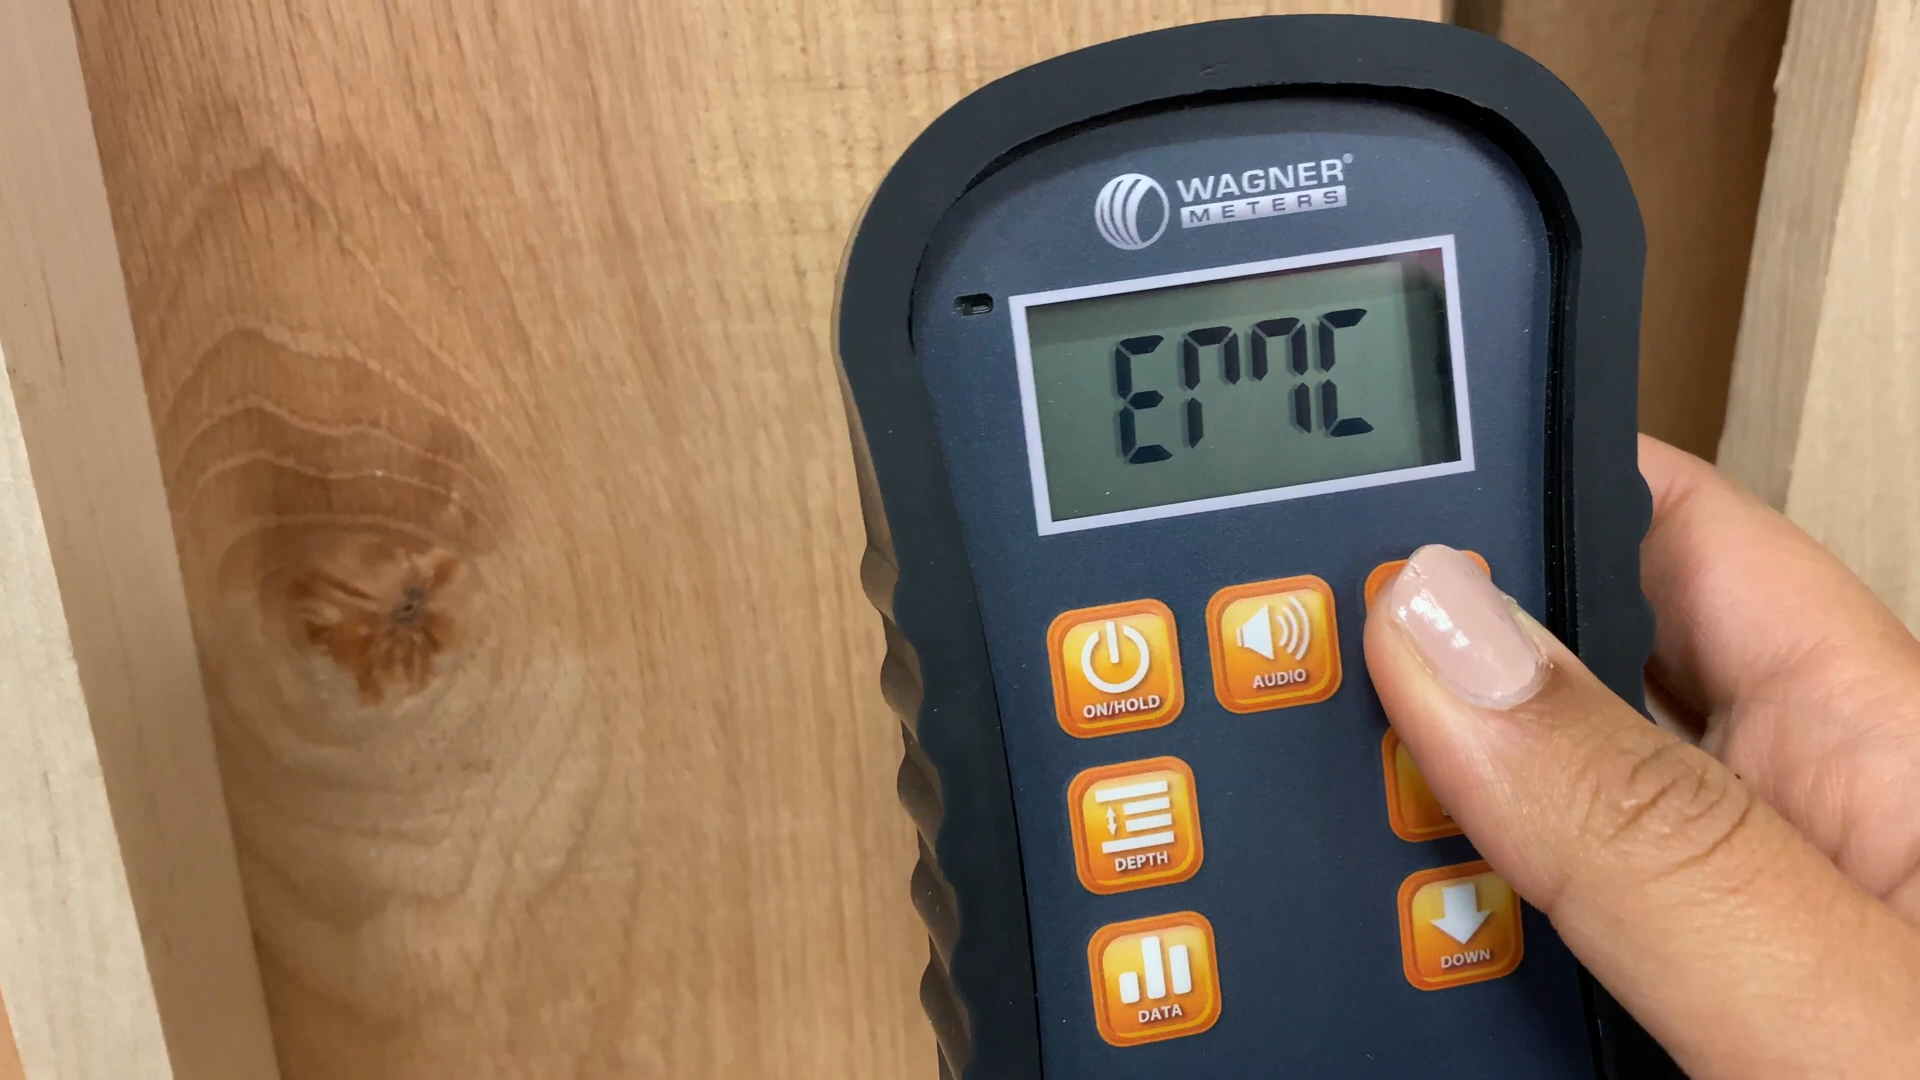 WAGNER®
METERS
EMC
ON/HOLD
AUDIO
DEPTH
DATA
DOWN